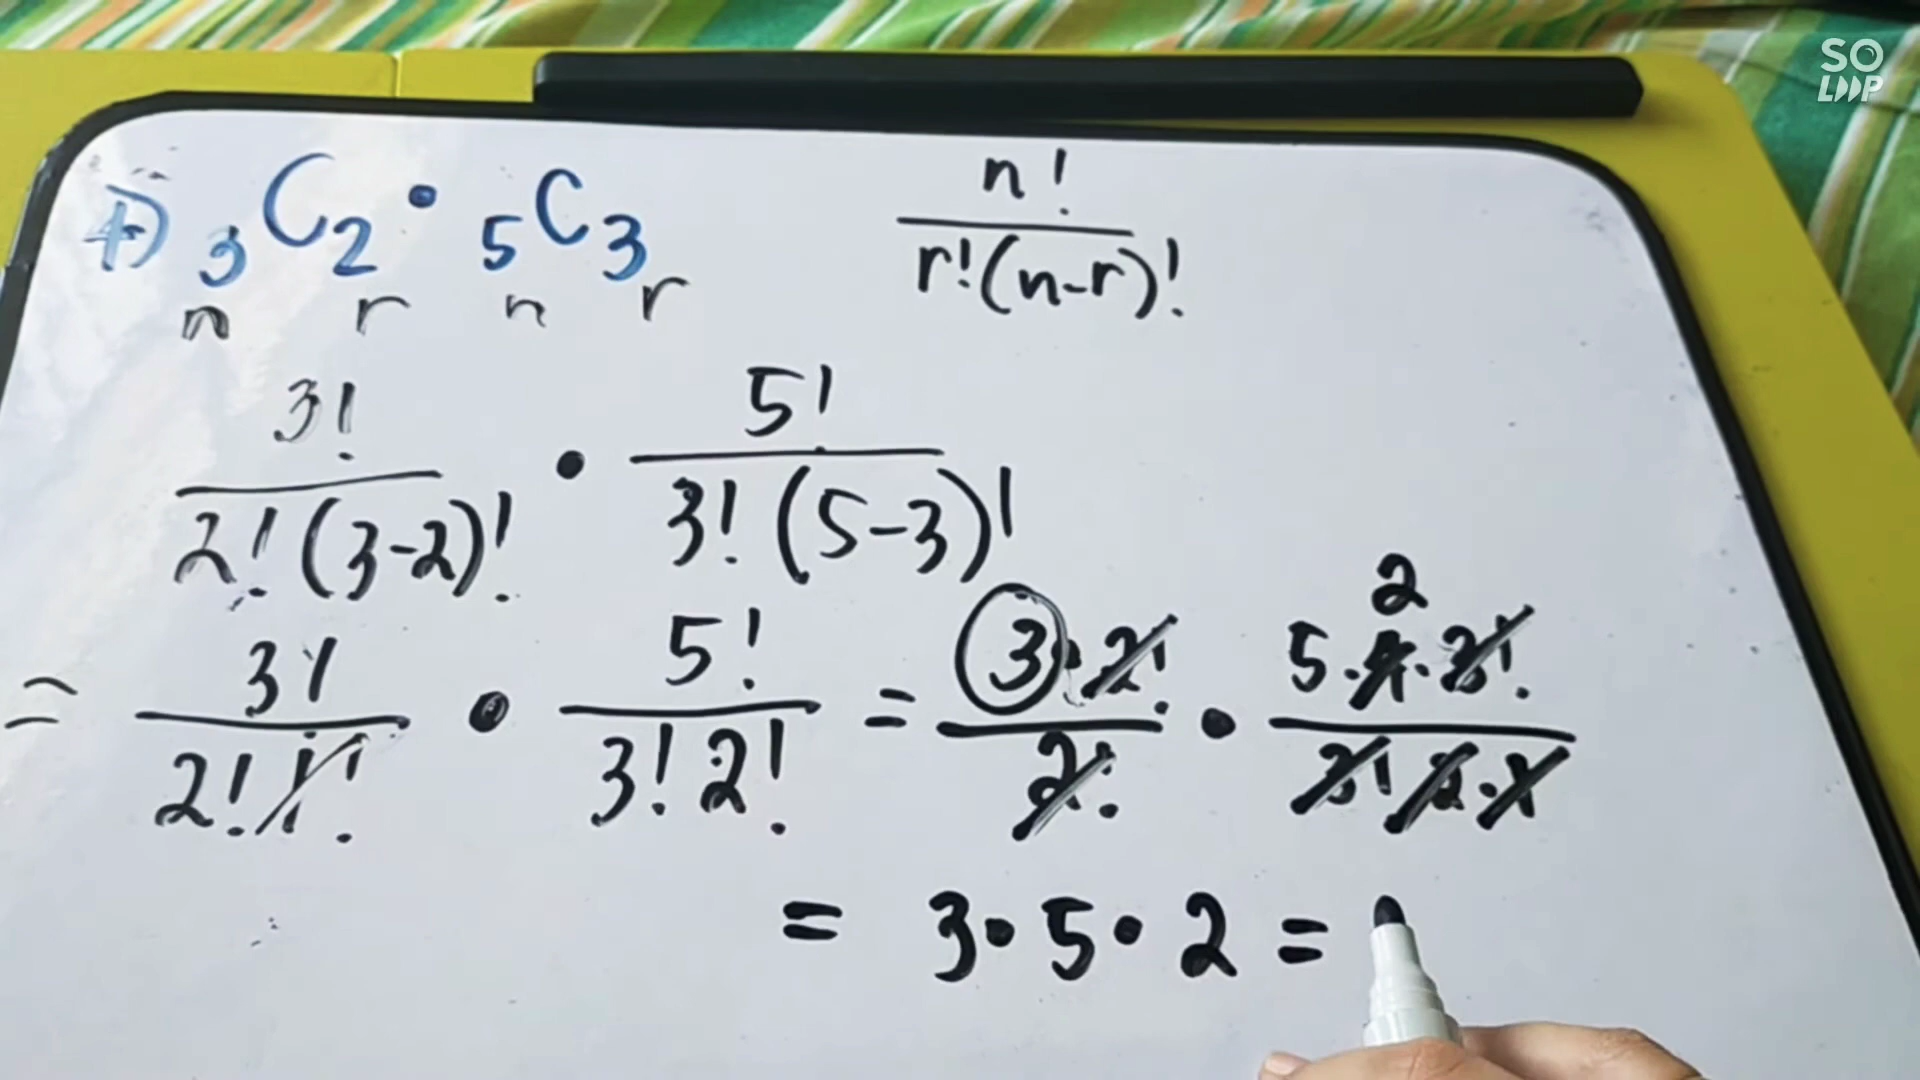 SO
LOOP
4) ₃C₂ • ₅C₃
n r n r
n!
r!(n-r)!
3! • 5!
2!(3-2)! 3!(5-3)!
= 3! • 5! = 3•2! • 5•4•3!
2!1! 3!2! 2! 3!2•1
2
= 3•5•2 =